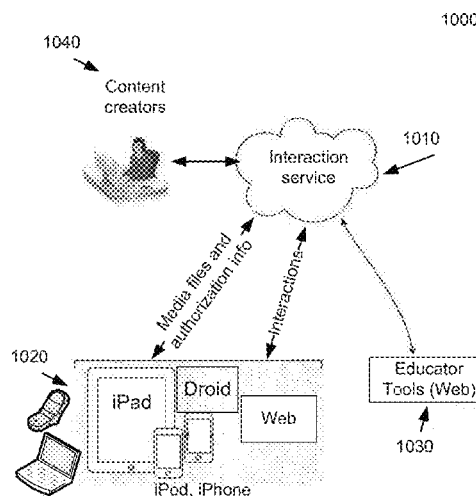 1000
1040
Content
creators
Interaction
service
1010
Media files and
authorization info
Interactions
1020
iPad
Droid
Web
iPod, iPhone
Educator
Tools (Web)
1030